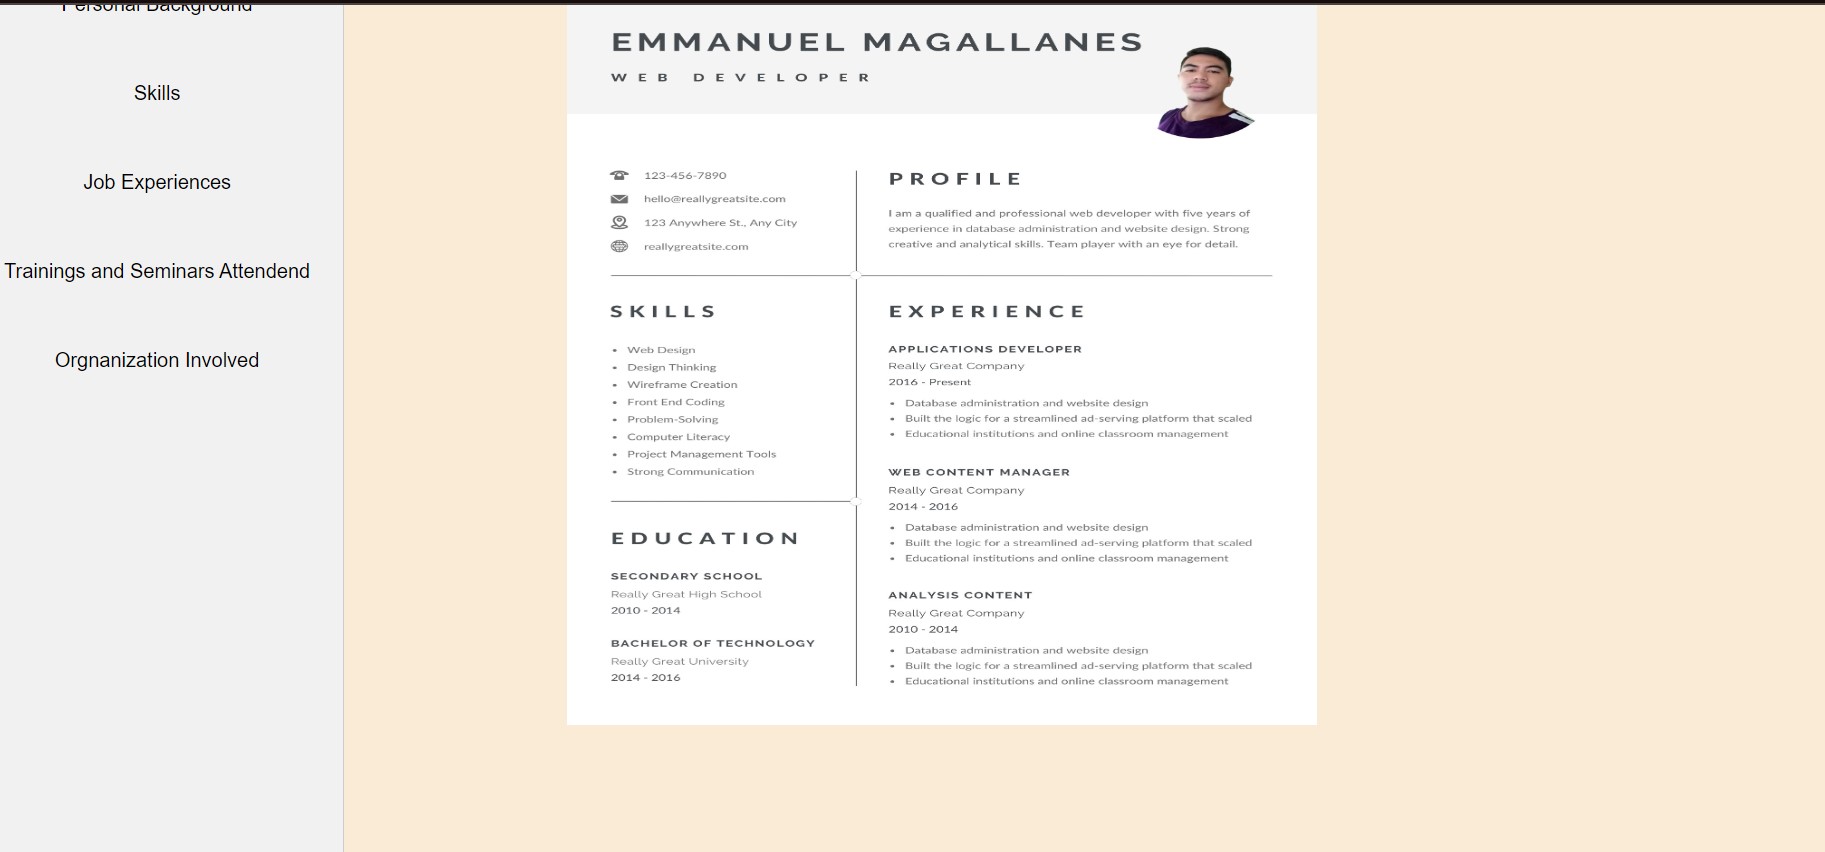 Personal Background
Skills
Job Experiences
Trainings and Seminars Attendend
Orgnanization Involved
EMMANUEL MAGALLANES
WEB DEVELOPER
123-456-7890
hello@reallygreatsite.com
123 Anywhere St., Any City
reallygreatsite.com
PROFILE
I am a qualified and professional web developer with five years of
experience in database administration and website design. Strong
creative and analytical skills. Team player with an eye for detail.
SKILLS
• Web Design
• Design Thinking
• Wireframe Creation
• Front End Coding
• Problem-Solving
• Computer Literacy
• Project Management Tools
• Strong Communication
EDUCATION
SECONDARY SCHOOL
Really Great High School
2010 - 2014
BACHELOR OF TECHNOLOGY
Really Great University
2014 - 2016
EXPERIENCE
APPLICATIONS DEVELOPER
Really Great Company
2016 - Present
• Database administration and website design
• Built the logic for a streamlined ad-serving platform that scaled
• Educational institutions and online classroom management
WEB CONTENT MANAGER
Really Great Company
2014 - 2016
• Database administration and website design
• Built the logic for a streamlined ad-serving platform that scaled
• Educational institutions and online classroom management
ANALYSIS CONTENT
Really Great Company
2010 - 2014
• Database administration and website design
• Built the logic for a streamlined ad-serving platform that scaled
• Educational institutions and online classroom management